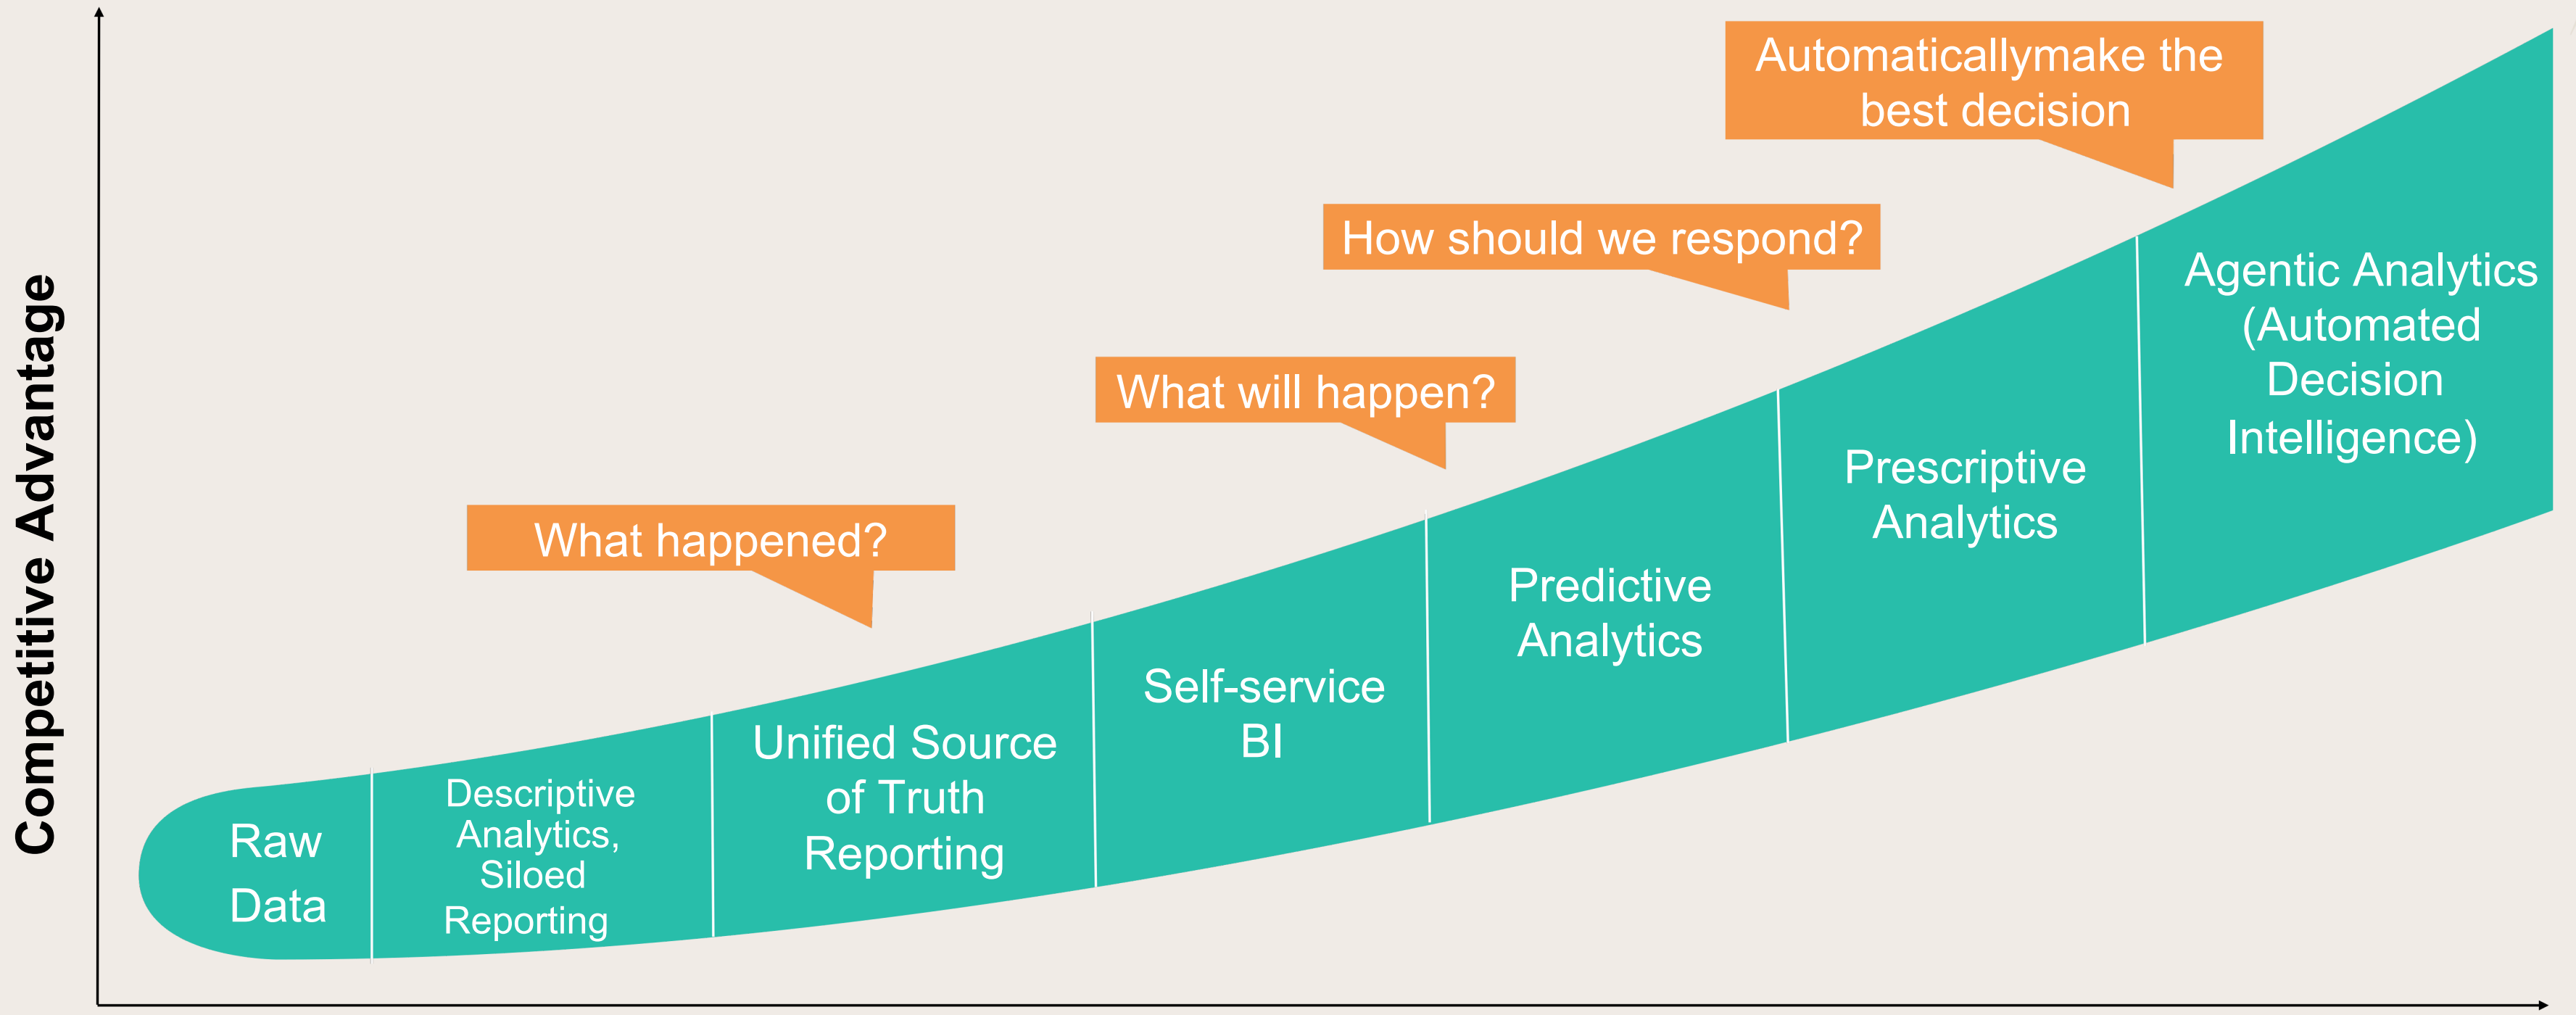 Competitive Advantage
Automaticallymake the
best decision
How should we respond?
What will happen?
What happened?
Raw
Data
Descriptive
Analytics,
Siloed
Reporting
Unified Source
of Truth
Reporting
Self-service
BI
Predictive
Analytics
Prescriptive
Analytics
Agentic Analytics
(Automated
Decision
Intelligence)